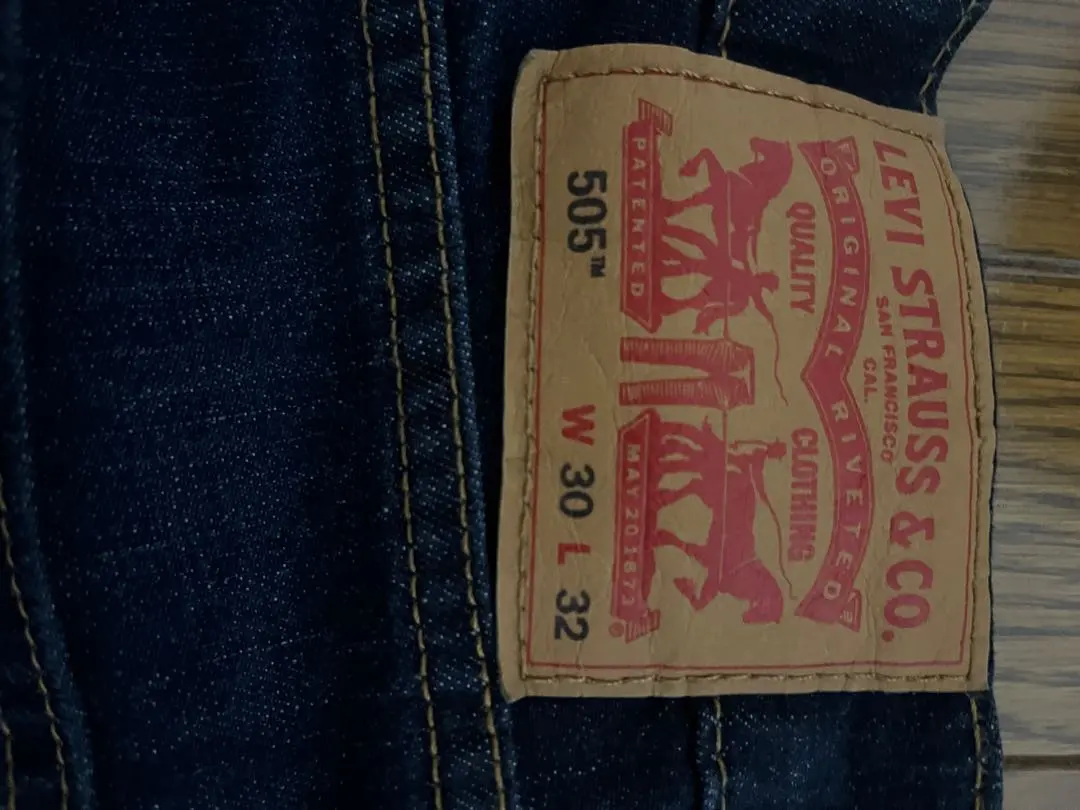 LEVI STRAUSS & CO.
SAN FRANCISCO
CAL.
ORIGINAL RIVETED
QUALITY CLOTHING
PATENTED MAY 20 1873
®
505™ W 30 L 32